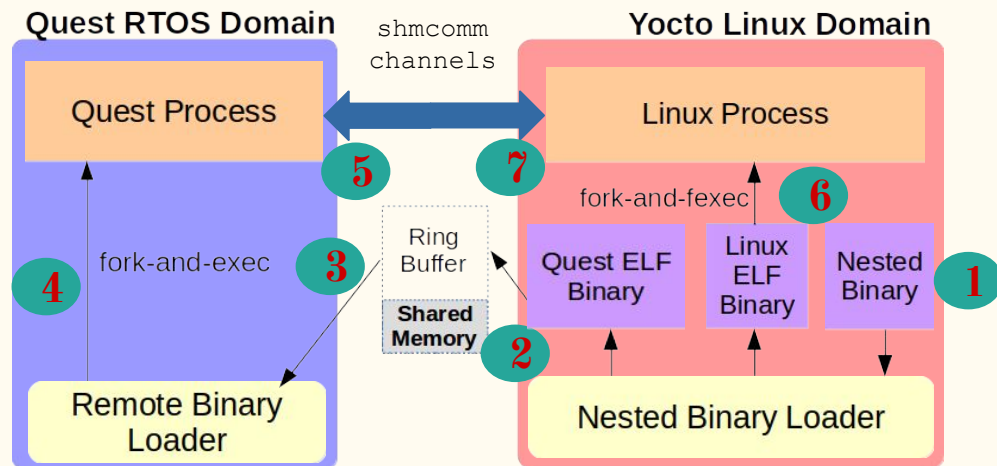 Quest RTOS Domain
shmcomm
channels
Yocto Linux Domain
Quest Process
Linux Process
5
7
fork-and-fexec
6
Ring
Buffer
Shared
Memory
Quest ELF
Binary
Linux
ELF
Binary
Nested
Binary
1
3
4
fork-and-exec
2
Remote Binary
Loader
Nested Binary Loader